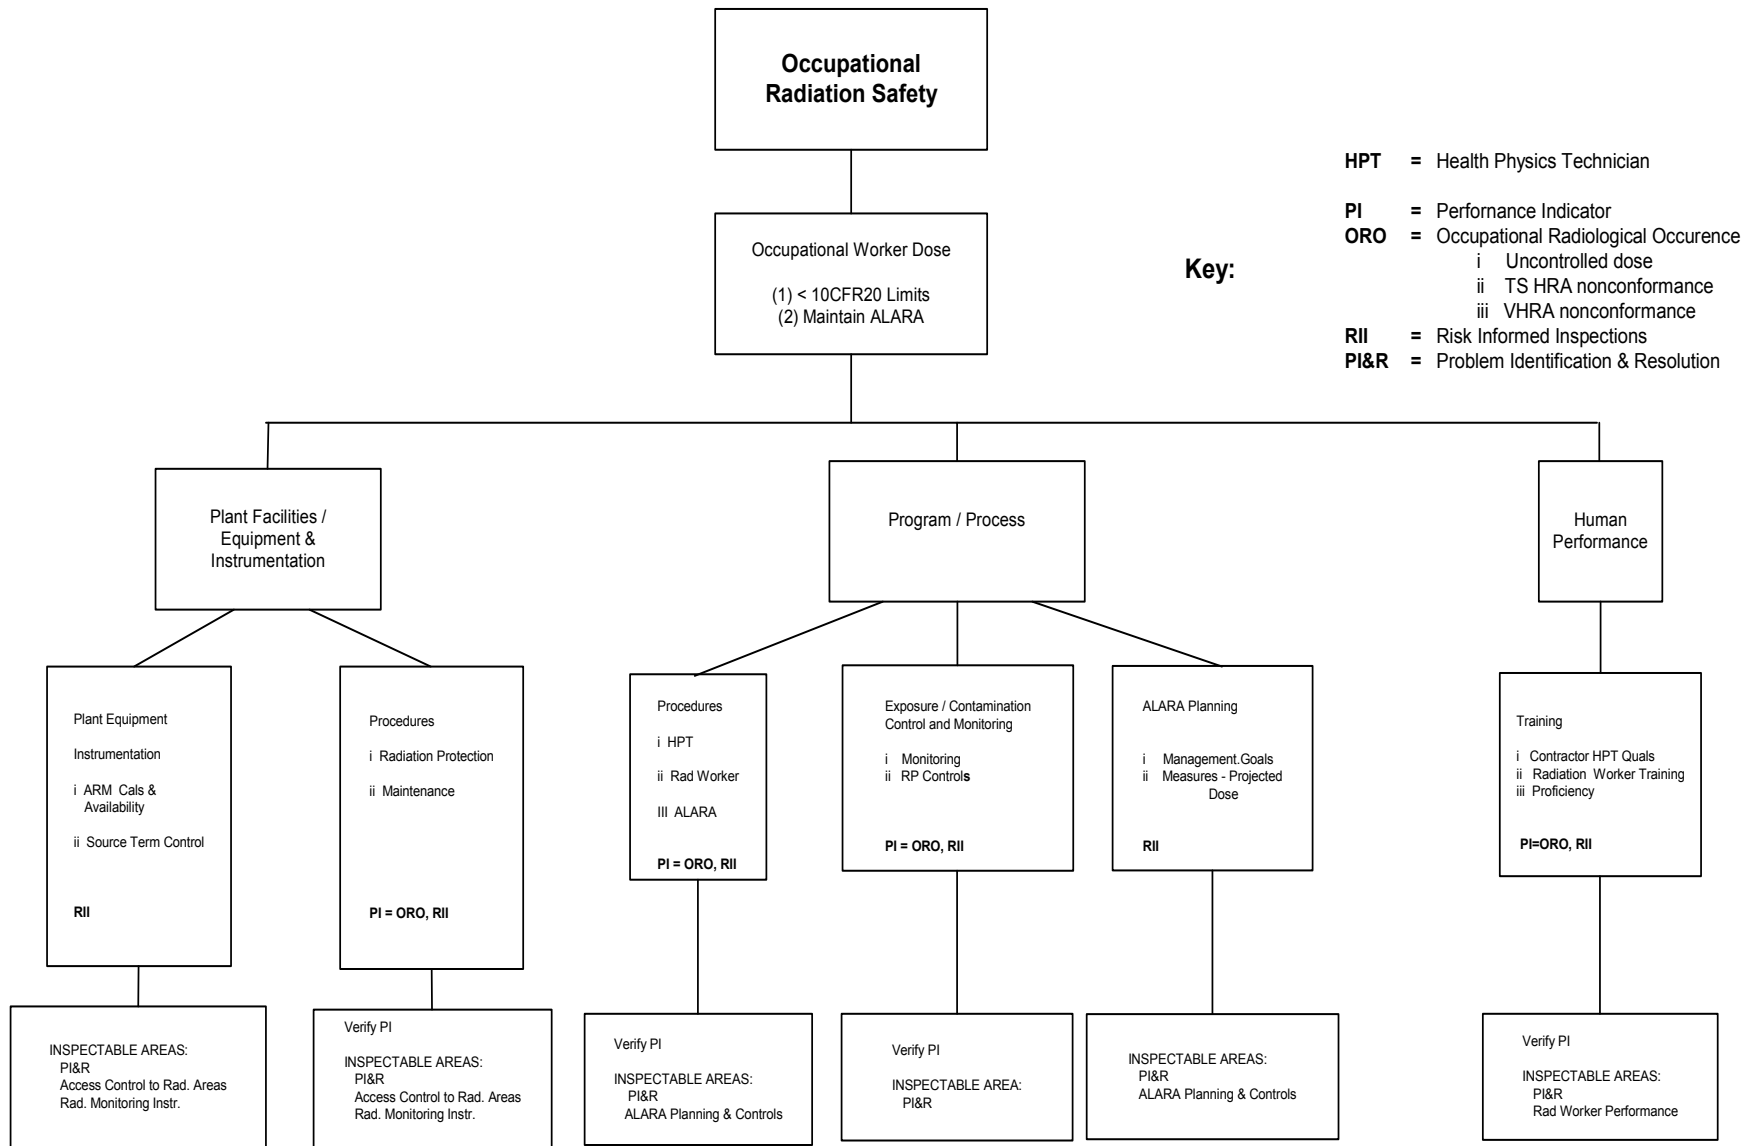 Occupational
Radiation Safety
HPT = Health Physics Technician
PI = Perfornance Indicator
ORO = Occupational Radiological Occurence
i Uncontrolled dose
ii TS HRA nonconformance
iii VHRA nonconformance
RII = Risk Informed Inspections
PI&R = Problem Identification & Resolution
Key:
Occupational Worker Dose
(1) < 10CFR20 Limits
(2) Maintain ALARA
Plant Facilities /
Equipment &
Instrumentation
Program / Process
Human
Performance
Plant Equipment
Instrumentation
i ARM Cals &
Availability
ii Source Term Control
RII
Procedures
i Radiation Protection
ii Maintenance
PI = ORO, RII
Procedures
i HPT
ii Rad Worker
III ALARA
PI = ORO, RII
Exposure / Contamination
Control and Monitoring
i Monitoring
ii RP Controls
PI = ORO, RII
ALARA Planning
i Management.Goals
ii Measures - Projected
Dose
RII
Training
i Contractor HPT Quals
ii Radiation Worker Training
iii Proficiency
PI=ORO, RII
INSPECTABLE AREAS:
PI&R
Access Control to Rad. Areas
Rad. Monitoring Instr.
Verify PI
INSPECTABLE AREAS:
PI&R
Access Control to Rad. Areas
Rad. Monitoring Instr.
Verify PI
INSPECTABLE AREAS:
PI&R
ALARA Planning & Controls
Verify PI
INSPECTABLE AREA:
PI&R
INSPECTABLE AREAS:
PI&R
ALARA Planning & Controls
Verify PI
INSPECTABLE AREAS:
PI&R
Rad Worker Performance